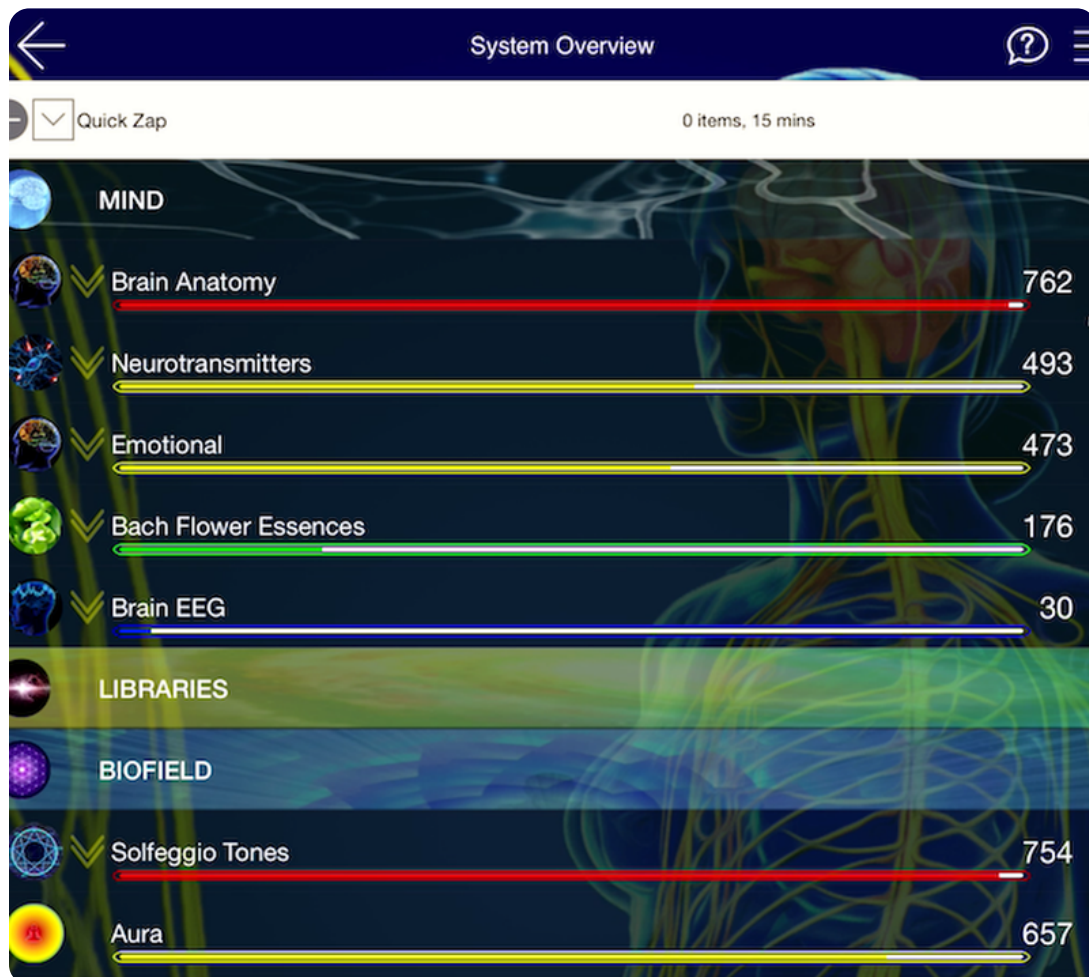 System Overview
Quick Zap 0 items, 15 mins
MIND
Brain Anatomy 762
Neurotransmitters 493
Emotional 473
Bach Flower Essences 176
Brain EEG 30
LIBRARIES
BIOFIELD
Solfeggio Tones 754
Aura 657